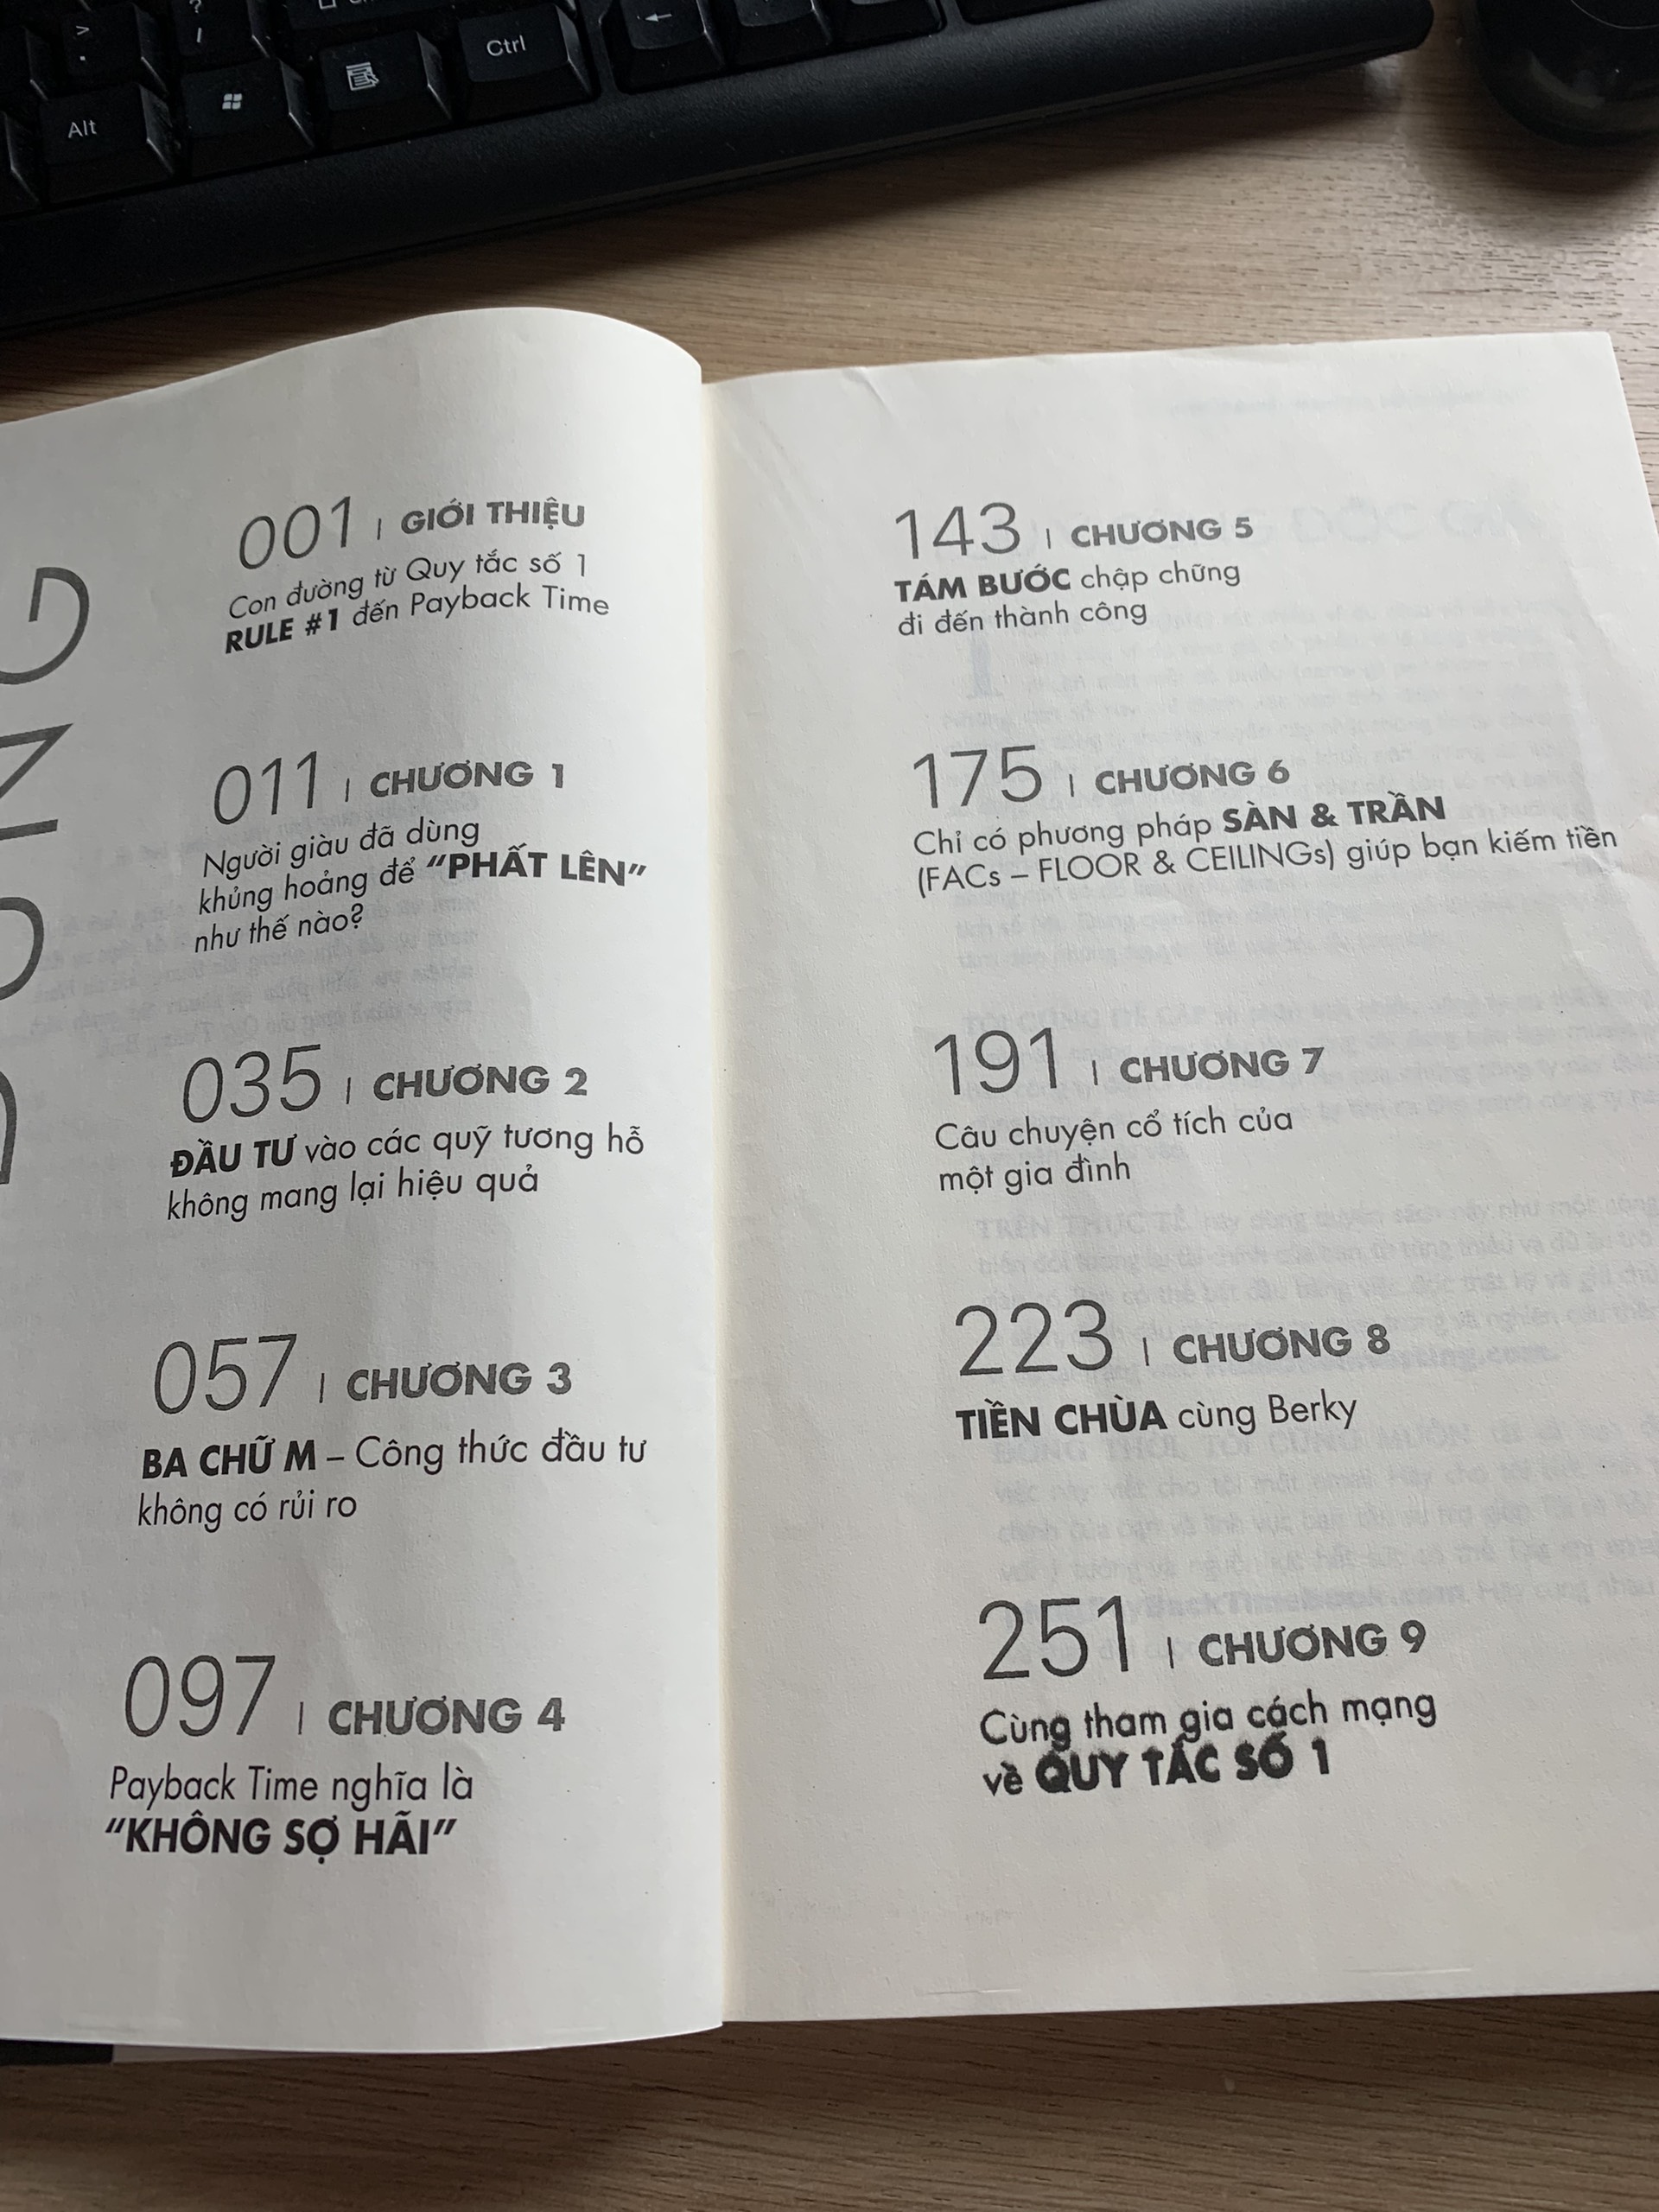 >
.
?
/
Alt
Ctrl
←
001 | GIỚI THIỆU
Con đường từ Quy tắc số 1
RULE #1 đến Payback Time
011 | CHƯƠNG 1
Người giàu đã dùng
khủng hoảng để “PHẤT LÊN”
như thế nào?
035 | CHƯƠNG 2
ĐẦU TƯ vào các quỹ tương hỗ
không mang lại hiệu quả
057 | CHƯƠNG 3
BA CHỮ M – Công thức đầu tư
không có rủi ro
097 | CHƯƠNG 4
Payback Time nghĩa là
“KHÔNG SỢ HÃI”
143 | CHƯƠNG 5
TÁM BƯỚC chập chững
đi đến thành công
175 | CHƯƠNG 6
Chỉ có phương pháp SÀN & TRẦN
(FACs – FLOOR & CEILINGs) giúp bạn kiếm tiền
191 | CHƯƠNG 7
Câu chuyện cổ tích của
một gia đình
223 | CHƯƠNG 8
TIỀN CHÙA cùng Berky
251 | CHƯƠNG 9
Cùng tham gia cách mạng
về QUY TẮC SỐ 1